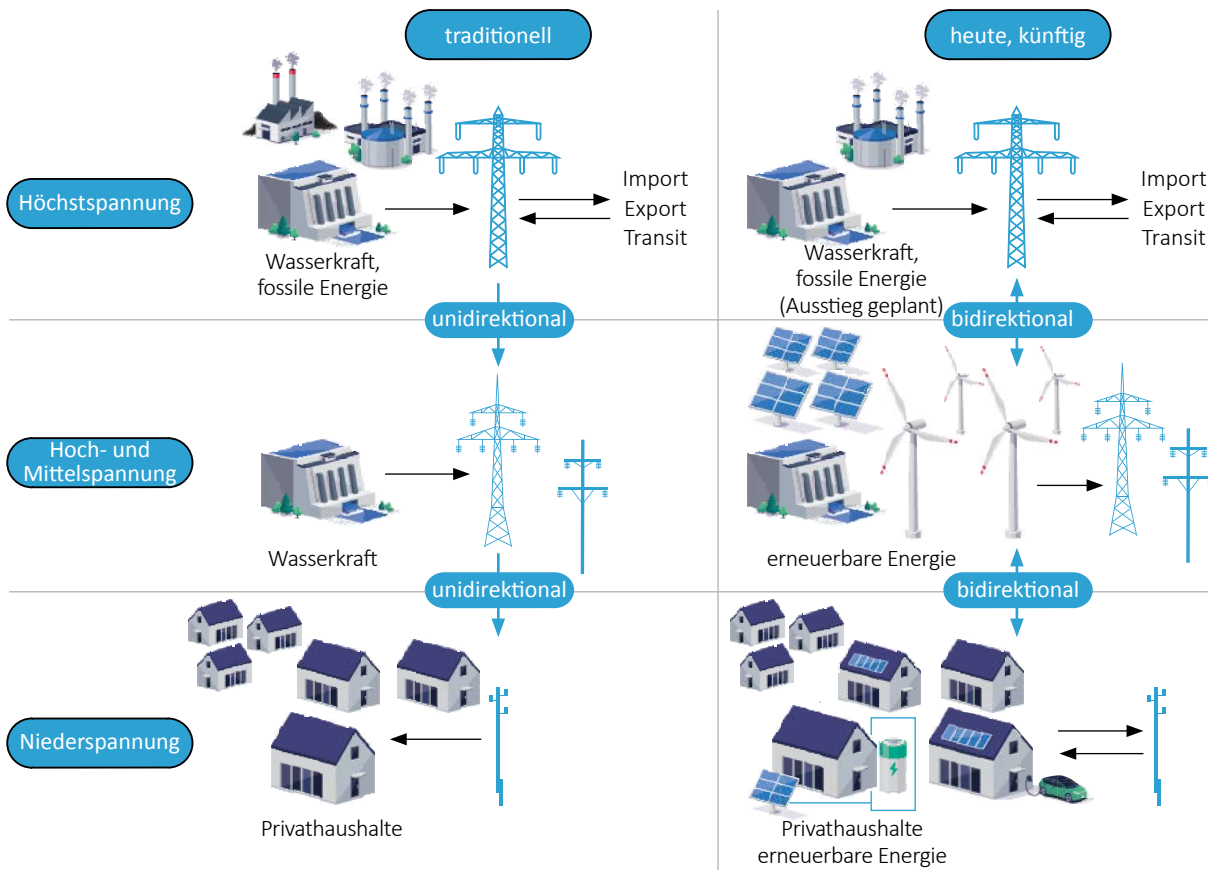 traditionell
heute, künftig
Höchstspannung
Wasserkraft,
fossile Energie
Import
Export
Transit
Wasserkraft,
fossile Energie
(Ausstieg geplant)
Import
Export
Transit
unidirektional
bidirektional
Hoch- und
Mittelspannung
Wasserkraft
erneuerbare Energie
unidirektional
bidirektional
Niederspannung
Privathaushalte
Privathaushalte
erneuerbare Energie